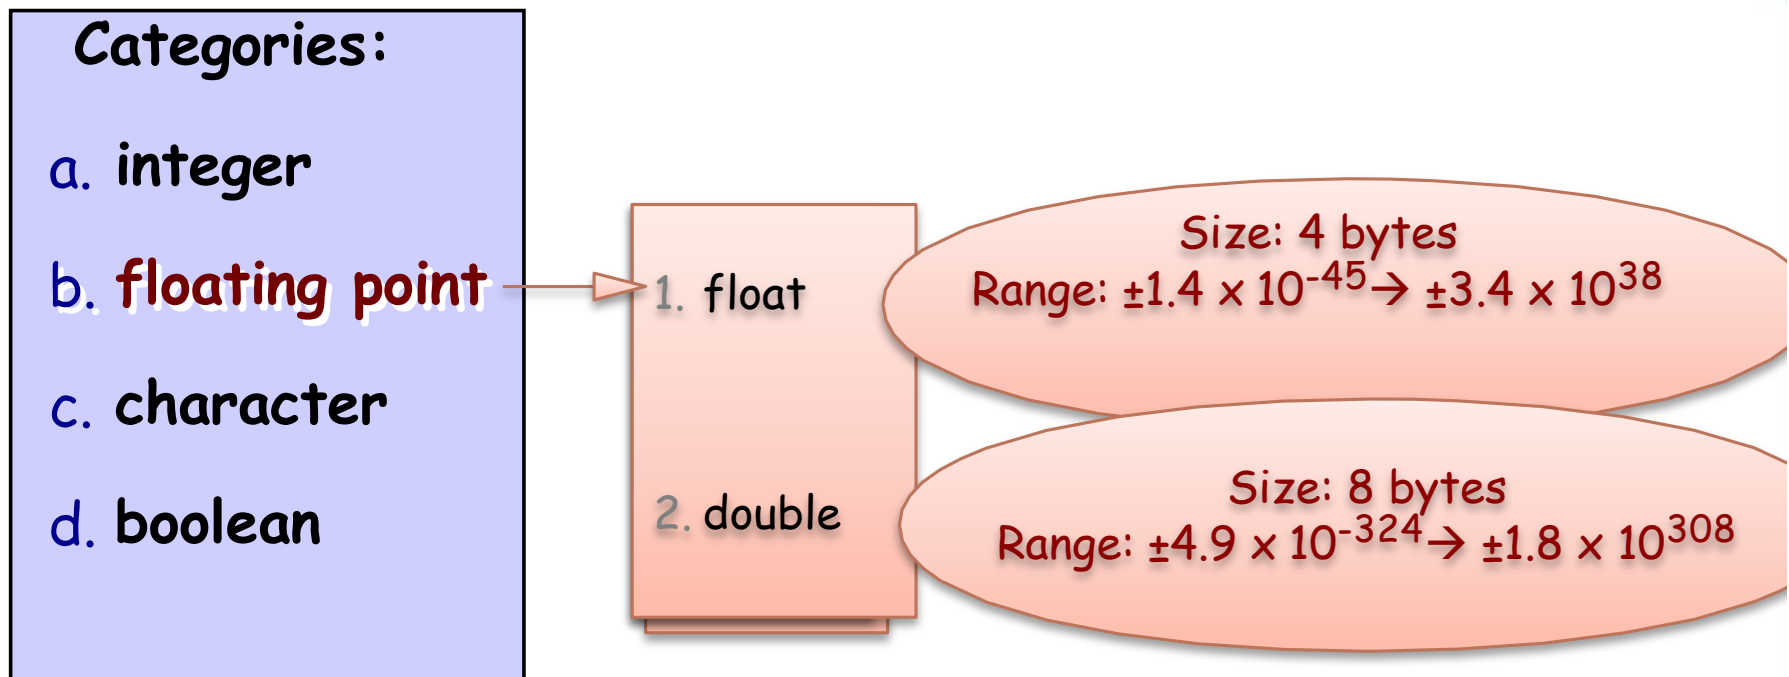 Categories:
a. integer
b. floating point
c. character
d. boolean
1. float
Size: 4 bytes
Range: ±1.4 x 10⁻⁴⁵→ ±3.4 x 10³⁸
2. double
Size: 8 bytes
Range: ±4.9 x 10⁻³²⁴→ ±1.8 x 10³⁰⁸